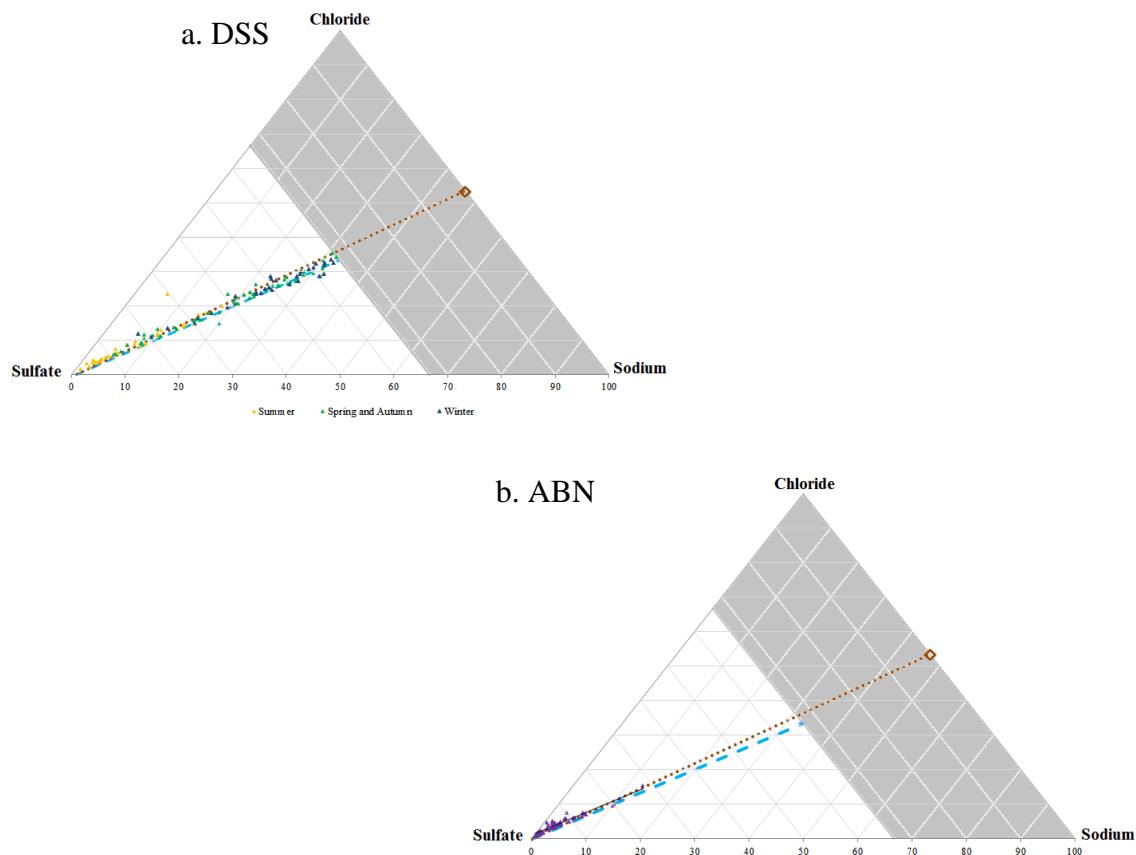 a. DSS
Chloride
Sulfate
Sodium
0 10 20 30 40 50 60 70 80 90 100
Summer Spring and Autumn Winter
b. ABN
Chloride
Sulfate
Sodium
0 10 20 30 40 50 60 70 80 90 100